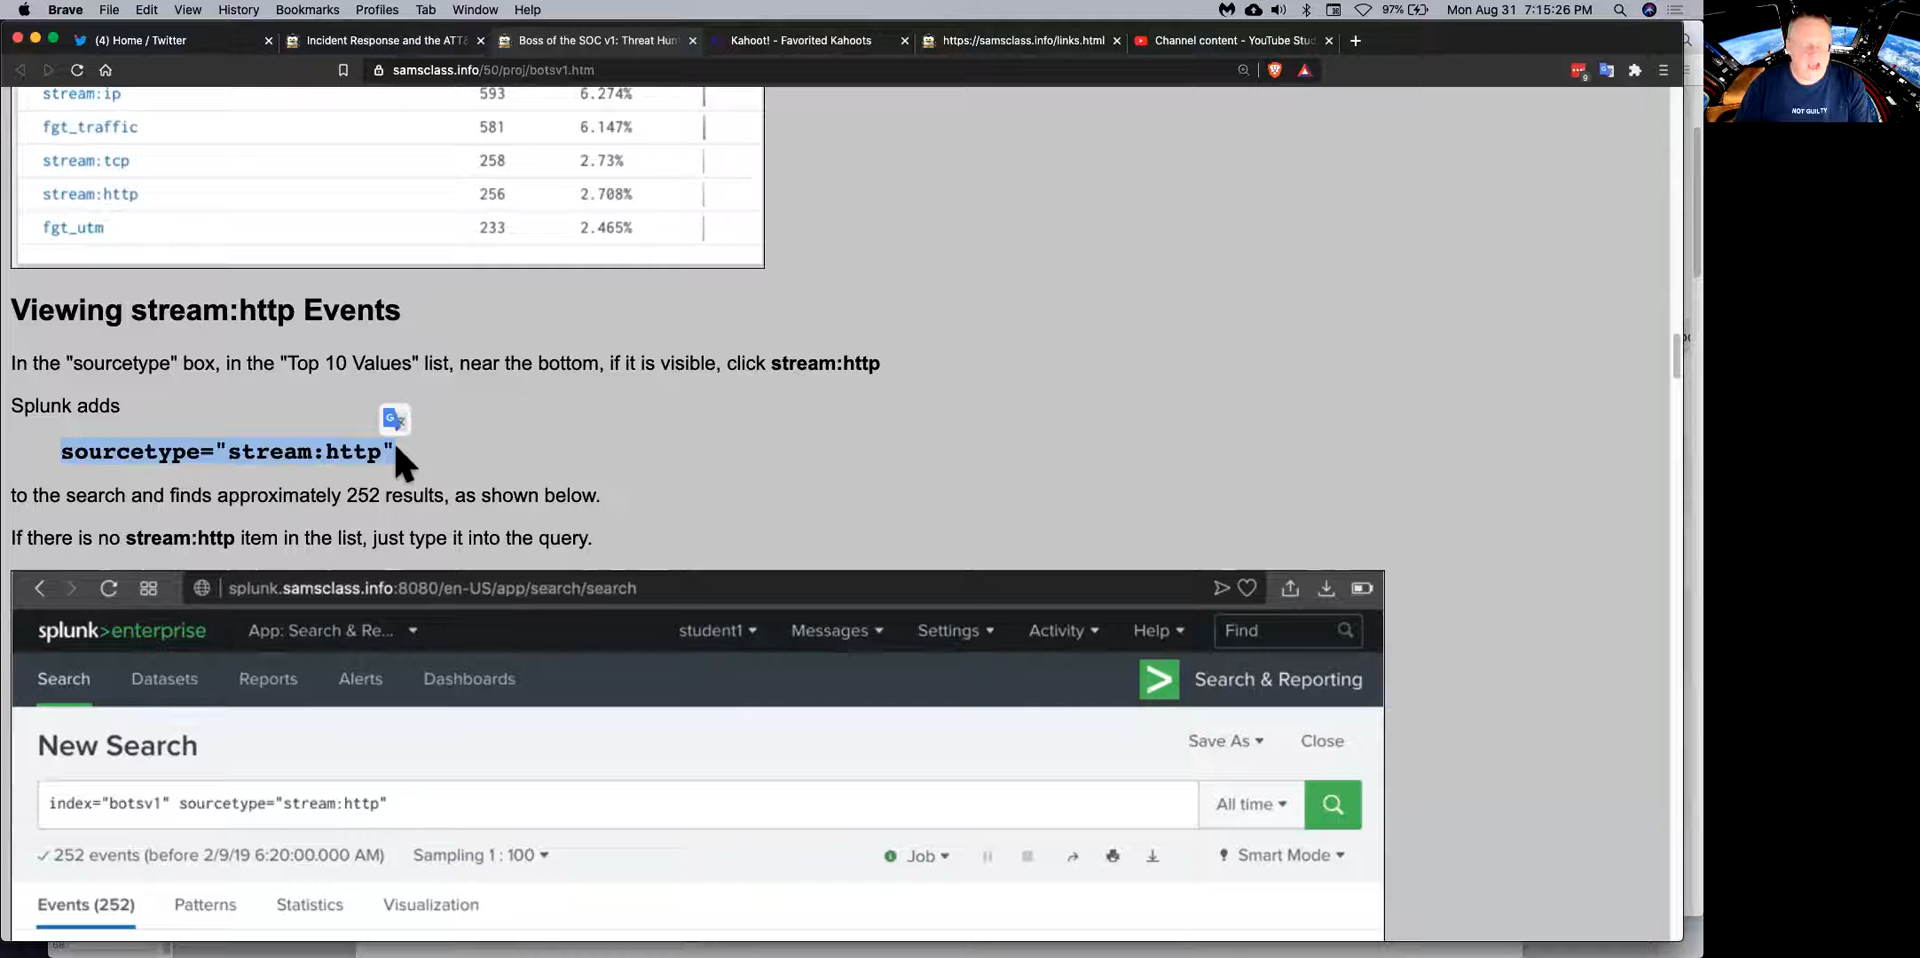 Brave File Edit View History Bookmarks Profiles Tab Window Help 97% Mon Aug 31 7:15:26 PM
(4) Home / Twitter Incident Response and the ATT& Boss of the SOC v1: Threat Hun Kahoot! - Favorited Kahoots https://samsclass.info/links.html Channel content - YouTube Stud
samsclass.info/50/proj/botsv1.htm 9
stream:ip 593 6.274%
fgt_traffic 581 6.147%
stream:tcp 258 2.73%
stream:http 256 2.708%
fgt_utm 233 2.465%
NOT GUILTY
Viewing stream:http Events
In the "sourcetype" box, in the "Top 10 Values" list, near the bottom, if it is visible, click stream:http
Splunk adds
sourcetype="stream:http"
to the search and finds approximately 252 results, as shown below.
If there is no stream:http item in the list, just type it into the query.
splunk.samsclass.info:8080/en-US/app/search/search
splunk>enterprise App: Search & Re... student1 Messages Settings Activity Help Find
Search Datasets Reports Alerts Dashboards Search & Reporting
New Search Save As Close
index="botsv1" sourcetype="stream:http" All time
252 events (before 2/9/19 6:20:00.000 AM) Sampling 1 : 100 Job Smart Mode
Events (252) Patterns Statistics Visualization